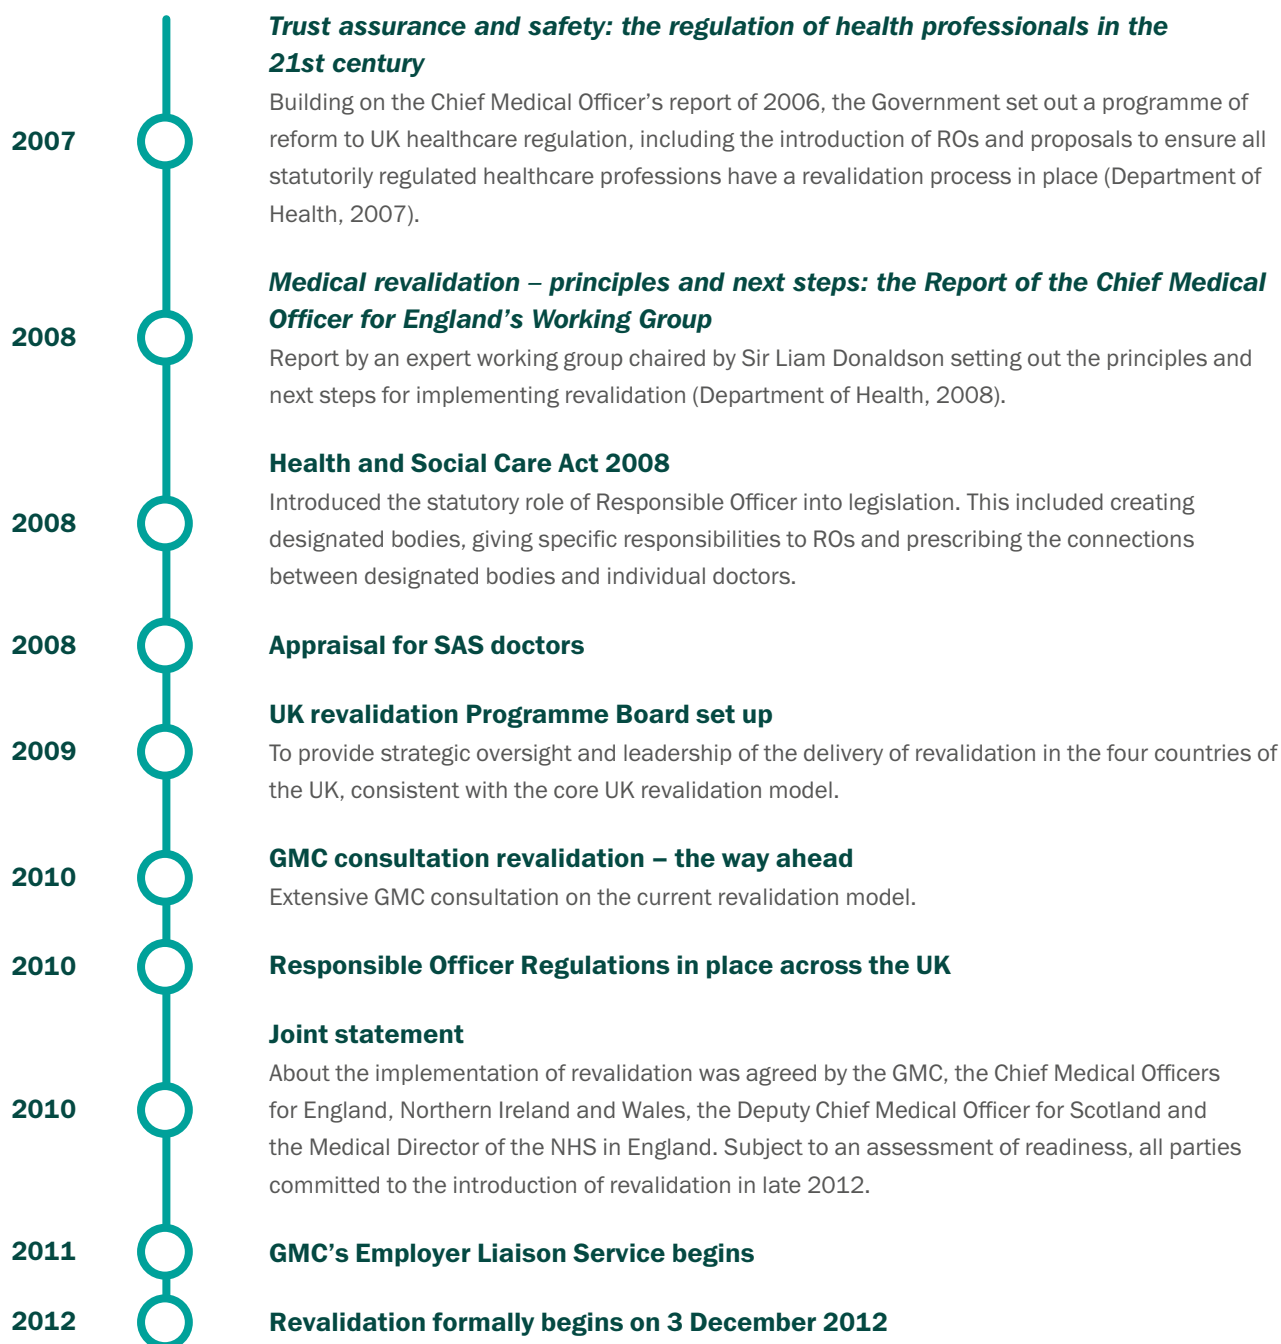 Trust assurance and safety: the regulation of health professionals in the
21st century
2007
Building on the Chief Medical Officer’s report of 2006, the Government set out a programme of
reform to UK healthcare regulation, including the introduction of ROs and proposals to ensure all
statutorily regulated healthcare professions have a revalidation process in place (Department of
Health, 2007).
Medical revalidation – principles and next steps: the Report of the Chief Medical
Officer for England’s Working Group
2008
Report by an expert working group chaired by Sir Liam Donaldson setting out the principles and
next steps for implementing revalidation (Department of Health, 2008).
Health and Social Care Act 2008
2008
Introduced the statutory role of Responsible Officer into legislation. This included creating
designated bodies, giving specific responsibilities to ROs and prescribing the connections
between designated bodies and individual doctors.
2008
Appraisal for SAS doctors
UK revalidation Programme Board set up
2009
To provide strategic oversight and leadership of the delivery of revalidation in the four countries of
the UK, consistent with the core UK revalidation model.
GMC consultation revalidation – the way ahead
2010
Extensive GMC consultation on the current revalidation model.
2010
Responsible Officer Regulations in place across the UK
Joint statement
2010
About the implementation of revalidation was agreed by the GMC, the Chief Medical Officers
for England, Northern Ireland and Wales, the Deputy Chief Medical Officer for Scotland and
the Medical Director of the NHS in England. Subject to an assessment of readiness, all parties
committed to the introduction of revalidation in late 2012.
2011
GMC’s Employer Liaison Service begins
2012
Revalidation formally begins on 3 December 2012